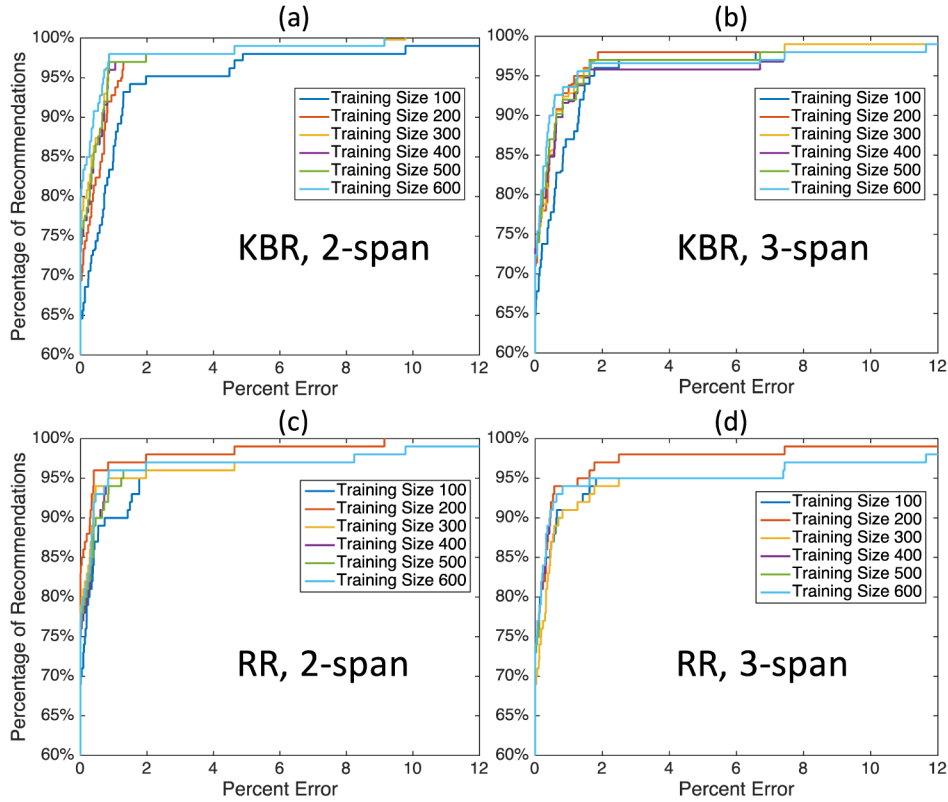 (a)
100%
95%
90%
85%
80%
75%
70%
65%
60%
0 2 4 6 8 10 12
Percentage of Recommendations
Percent Error
Training Size 100
Training Size 200
Training Size 300
Training Size 400
Training Size 500
Training Size 600
KBR, 2-span
(b)
100%
95%
90%
85%
80%
75%
70%
65%
60%
0 2 4 6 8 10 12
Percent Error
Training Size 100
Training Size 200
Training Size 300
Training Size 400
Training Size 500
Training Size 600
KBR, 3-span
(c)
100%
95%
90%
85%
80%
75%
70%
65%
60%
0 2 4 6 8 10 12
Percentage of Recommendations
Percent Error
Training Size 100
Training Size 200
Training Size 300
Training Size 400
Training Size 500
Training Size 600
RR, 2-span
(d)
100%
95%
90%
85%
80%
75%
70%
65%
60%
0 2 4 6 8 10 12
Percent Error
Training Size 100
Training Size 200
Training Size 300
Training Size 400
Training Size 500
Training Size 600
RR, 3-span